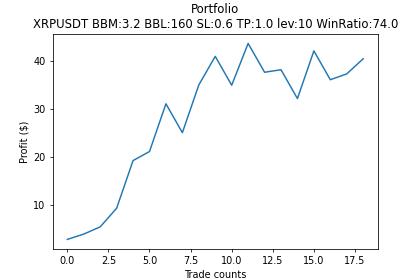 Portfolio
XRPUSDT BBM:3.2 BBL:160 SL:0.6 TP:1.0 lev:10 WinRatio:74.0
Profit ($)
40
30
20
10
0.0 2.5 5.0 7.5 10.0 12.5 15.0 17.5
Trade counts